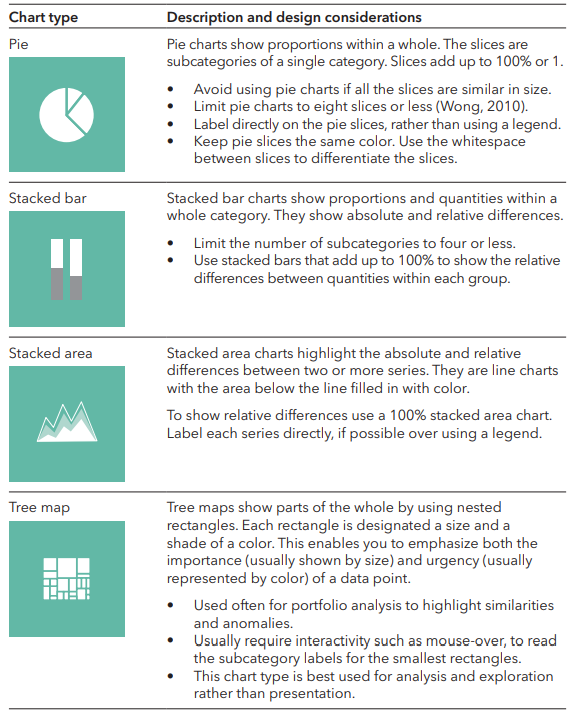 Chart type Description and design considerations
Pie
Pie charts show proportions within a whole. The slices are
subcategories of a single category. Slices add up to 100% or 1.
• Avoid using pie charts if all the slices are similar in size.
• Limit pie charts to eight slices or less (Wong, 2010).
• Label directly on the pie slices, rather than using a legend.
• Keep pie slices the same color. Use the whitespace
between slices to differentiate the slices.
Stacked bar
Stacked bar charts show proportions and quantities within a
whole category. They show absolute and relative differences.
• Limit the number of subcategories to four or less.
• Use stacked bars that add up to 100% to show the relative
differences between quantities within each group.
Stacked area
Stacked area charts highlight the absolute and relative
differences between two or more series. They are line charts
with the area below the line filled in with color.
To show relative differences use a 100% stacked area chart.
Label each series directly, if possible over using a legend.
Tree map
Tree maps show parts of the whole by using nested
rectangles. Each rectangle is designated a size and a
shade of a color. This enables you to emphasize both the
importance (usually shown by size) and urgency (usually
represented by color) of a data point.
• Used often for portfolio analysis to highlight similarities
and anomalies.
• Usually require interactivity such as mouse-over, to read
the subcategory labels for the smallest rectangles.
• This chart type is best used for analysis and exploration
rather than presentation.